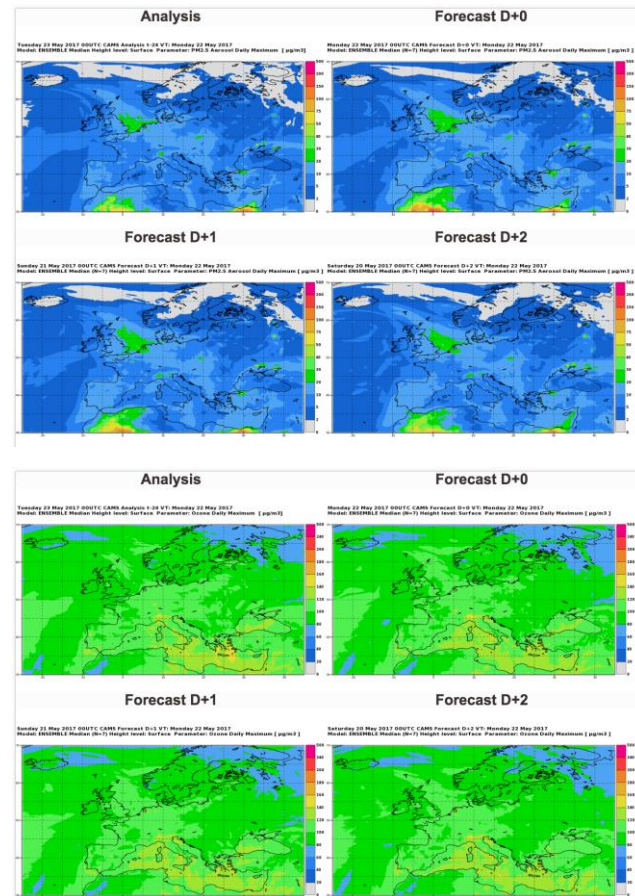 Analysis
Forecast D+0
Tuesday 23 May 2017 00UTC CAMS Analysis t-24 VT: Monday 22 May 2017
Model: ENSEMBLE Median Height level: Surface Parameter: PM2.5 Aerosol Daily Maximum [ µg/m3]
Monday 22 May 2017 00UTC CAMS Forecast D+0 VT: Monday 22 May 2017
Model: ENSEMBLE Median (N=7) Height level: Surface Parameter: PM2.5 Aerosol Daily Maximum [ µg/m3 ]
Forecast D+1
Forecast D+2
Sunday 21 May 2017 00UTC CAMS Forecast D+1 VT: Monday 22 May 2017
Model: ENSEMBLE Median (N=7) Height level: Surface Parameter: PM2.5 Aerosol Daily Maximum [ µg/m3 ]
Saturday 20 May 2017 00UTC CAMS Forecast D+2 VT: Monday 22 May 2017
Model: ENSEMBLE Median (N=7) Height level: Surface Parameter: PM2.5 Aerosol Daily Maximum [ µg/m3 ]
Analysis
Forecast D+0
Tuesday 23 May 2017 00UTC CAMS Analysis t-24 VT: Monday 22 May 2017
Model: ENSEMBLE Median Height level: Surface Parameter: Ozone Daily Maximum [ µg/m3]
Monday 22 May 2017 00UTC CAMS Forecast D+0 VT: Monday 22 May 2017
Model: ENSEMBLE Median (N=7) Height level: Surface Parameter: Ozone Daily Maximum [ µg/m3 ]
Forecast D+1
Forecast D+2
Sunday 21 May 2017 00UTC CAMS Forecast D+1 VT: Monday 22 May 2017
Model: ENSEMBLE Median (N=7) Height level: Surface Parameter: Ozone Daily Maximum [ µg/m3 ]
Saturday 20 May 2017 00UTC CAMS Forecast D+2 VT: Monday 22 May 2017
Model: ENSEMBLE Median (N=7) Height level: Surface Parameter: Ozone Daily Maximum [ µg/m3 ]